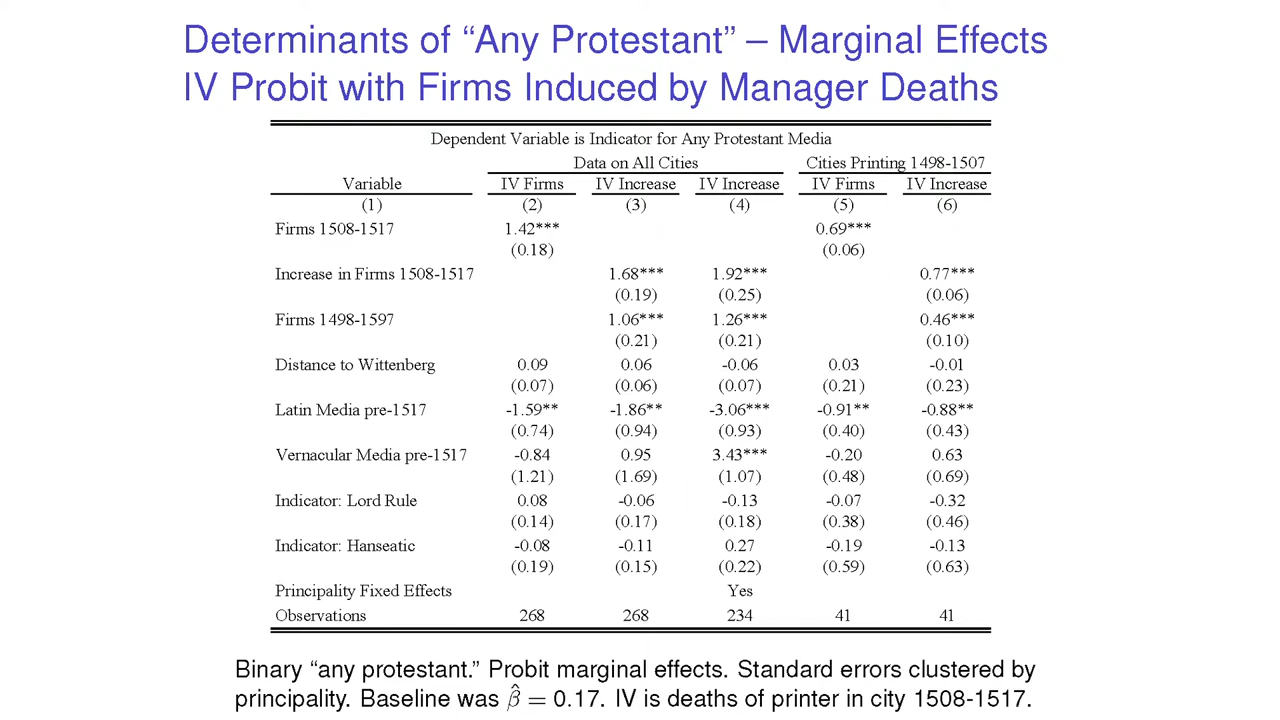 Determinants of “Any Protestant” – Marginal Effects
IV Probit with Firms Induced by Manager Deaths
Dependent Variable is Indicator for Any Protestant Media
Data on All Cities Cities Printing 1498-1507
Variable IV Firms IV Increase IV Increase IV Firms IV Increase
(1) (2) (3) (4) (5) (6)
Firms 1508-1517 1.42*** 0.69***
(0.18) (0.06)
Increase in Firms 1508-1517 1.68*** 1.92*** 0.77***
(0.19) (0.25) (0.06)
Firms 1498-1597 1.06*** 1.26*** 0.46***
(0.21) (0.21) (0.10)
Distance to Wittenberg 0.09 0.06 -0.06 0.03 -0.01
(0.07) (0.06) (0.07) (0.21) (0.23)
Latin Media pre-1517 -1.59** -1.86** -3.06*** -0.91** -0.88**
(0.74) (0.94) (0.93) (0.40) (0.43)
Vernacular Media pre-1517 -0.84 0.95 3.43*** -0.20 0.63
(1.21) (1.69) (1.07) (0.48) (0.69)
Indicator: Lord Rule 0.08 -0.06 -0.13 -0.07 -0.32
(0.14) (0.17) (0.18) (0.38) (0.46)
Indicator: Hanseatic -0.08 -0.11 0.27 -0.19 -0.13
(0.19) (0.15) (0.22) (0.59) (0.63)
Principality Fixed Effects Yes
Observations 268 268 234 41 41
Binary “any protestant.” Probit marginal effects. Standard errors clustered by
principality. Baseline was β̂ = 0.17. IV is deaths of printer in city 1508-1517.